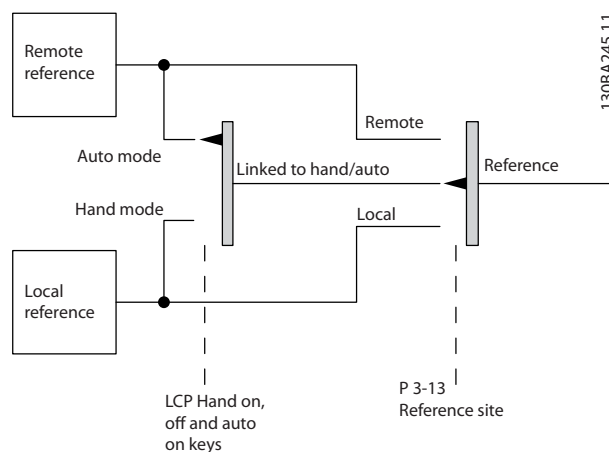 Remote
reference
130BA245.11
Remote
Auto mode
Linked to hand/auto
Reference
Hand mode
Local
Local
reference
LCP Hand on,
off and auto
on keys
P 3-13
Reference site